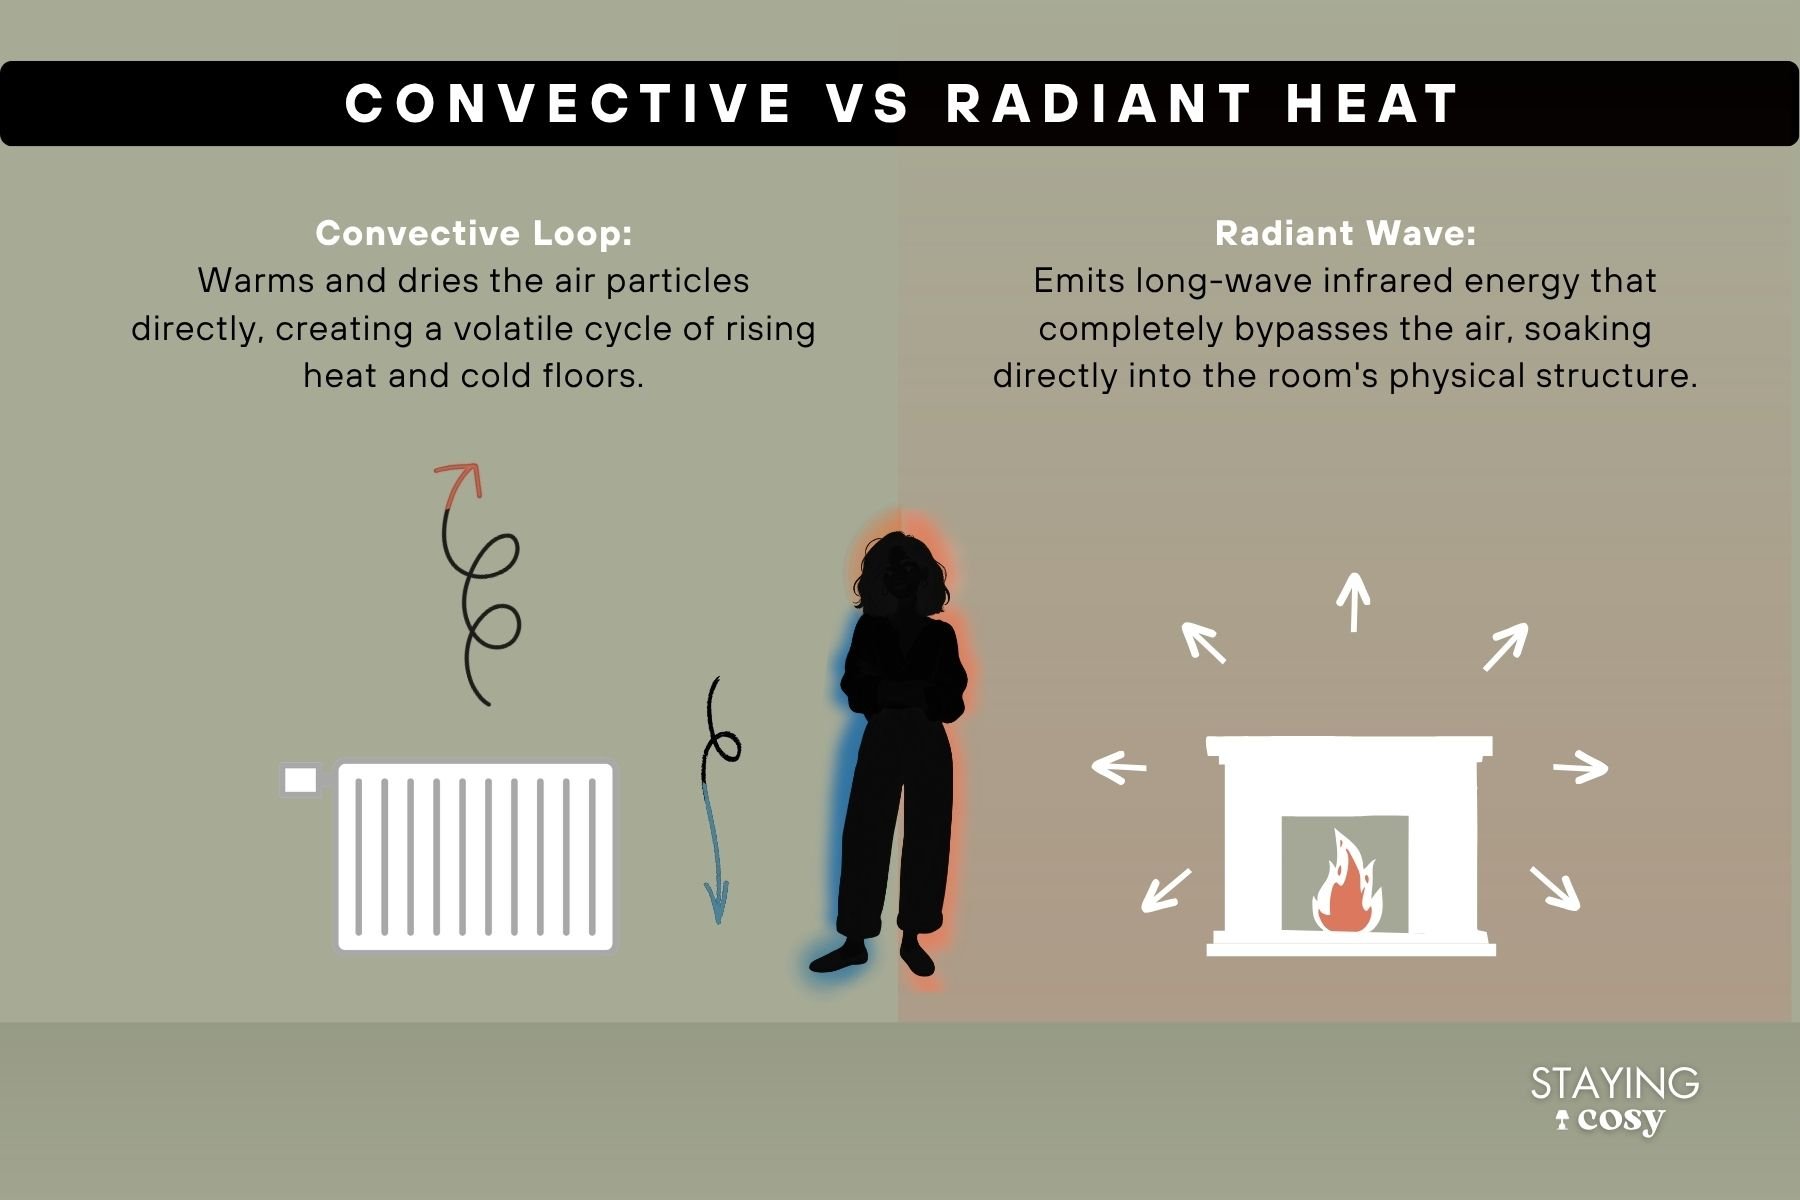 CONVECTIVE VS RADIANT HEAT
Convective Loop:
Warms and dries the air particles
directly, creating a volatile cycle of rising
heat and cold floors.
Radiant Wave:
Emits long-wave infrared energy that
completely bypasses the air, soaking
directly into the room's physical structure.
STAYING
cosy